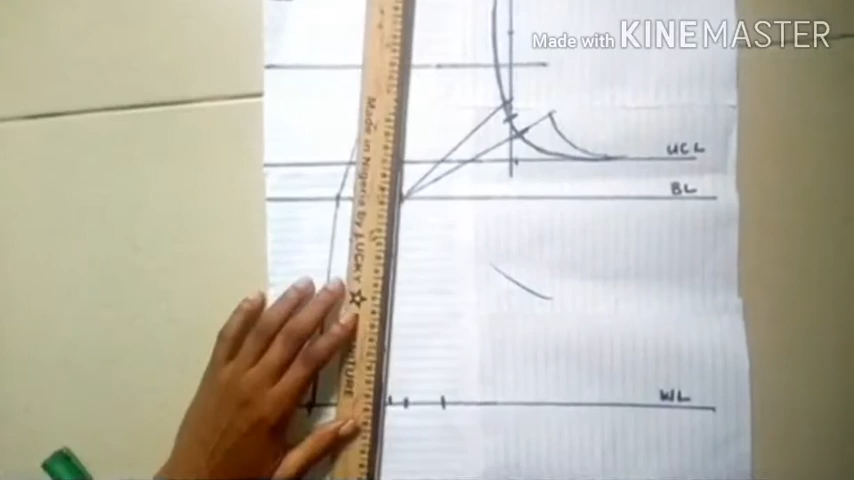 Made with KINEMASTER
UCL
BL
Made in Nigeria by LUCKY
WL